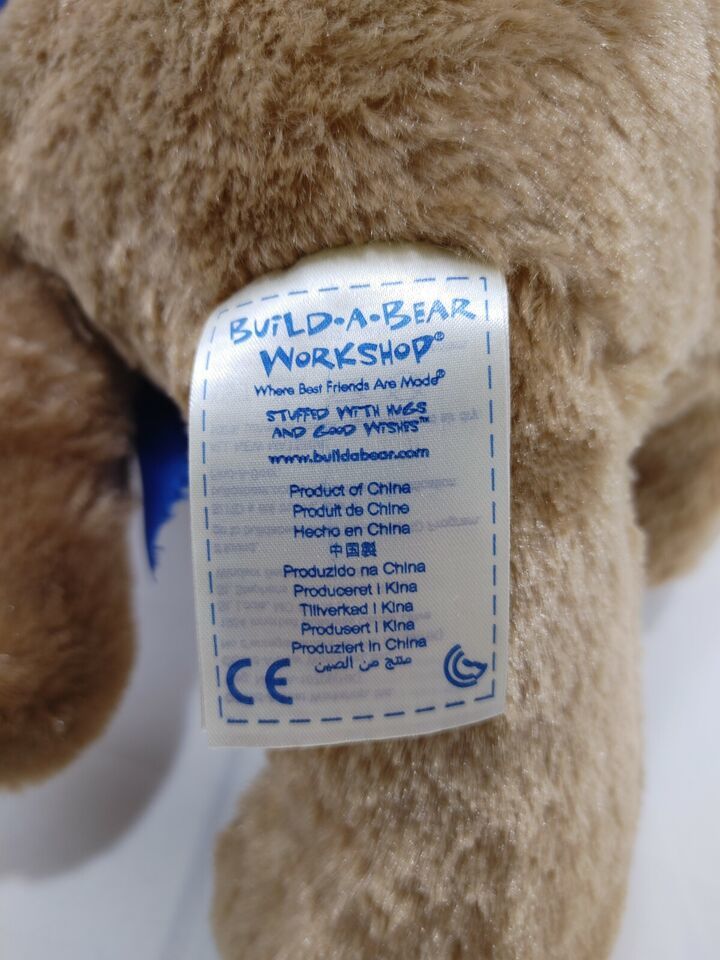 BUILD-A-BEAR
WORKSHOP®
Where Best Friends Are Made®
STUFFED WITH HUGS
AND GOOD WISHES™
www.buildabear.com
Product of China
Produit de Chine
Hecho en China
中国製
Produzido na China
Produceret i Kina
Tillverkad i Kina
Produsert i Kina
Produziert in China
منتج من الصين
CE